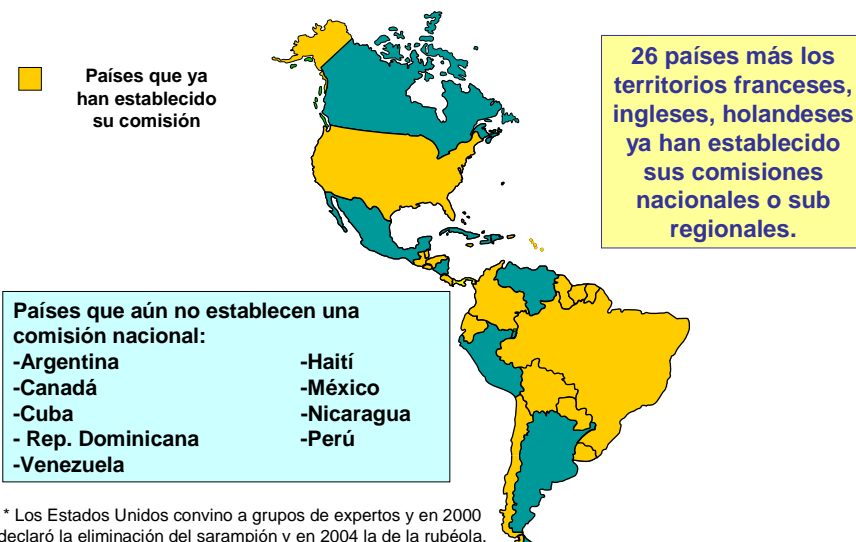 Países que ya
han establecido
su comisión
26 países más los
territorios franceses,
ingleses, holandeses
ya han establecido
sus comisiones
nacionales o sub
regionales.
Países que aún no establecen una
comisión nacional:
-Argentina
-Canadá
-Cuba
- Rep. Dominicana
-Venezuela
-Haití
-México
-Nicaragua
-Perú
* Los Estados Unidos convino a grupos de expertos y en 2000
declaró la eliminación del sarampión y en 2004 la de la rubéola.